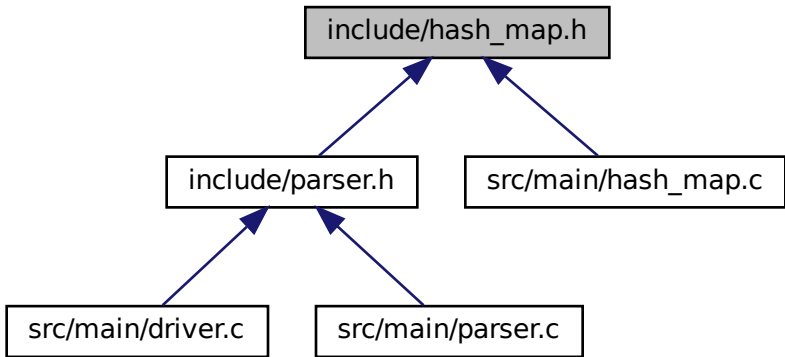 include/hash_map.h
include/parser.h
src/main/hash_map.c
src/main/driver.c
src/main/parser.c